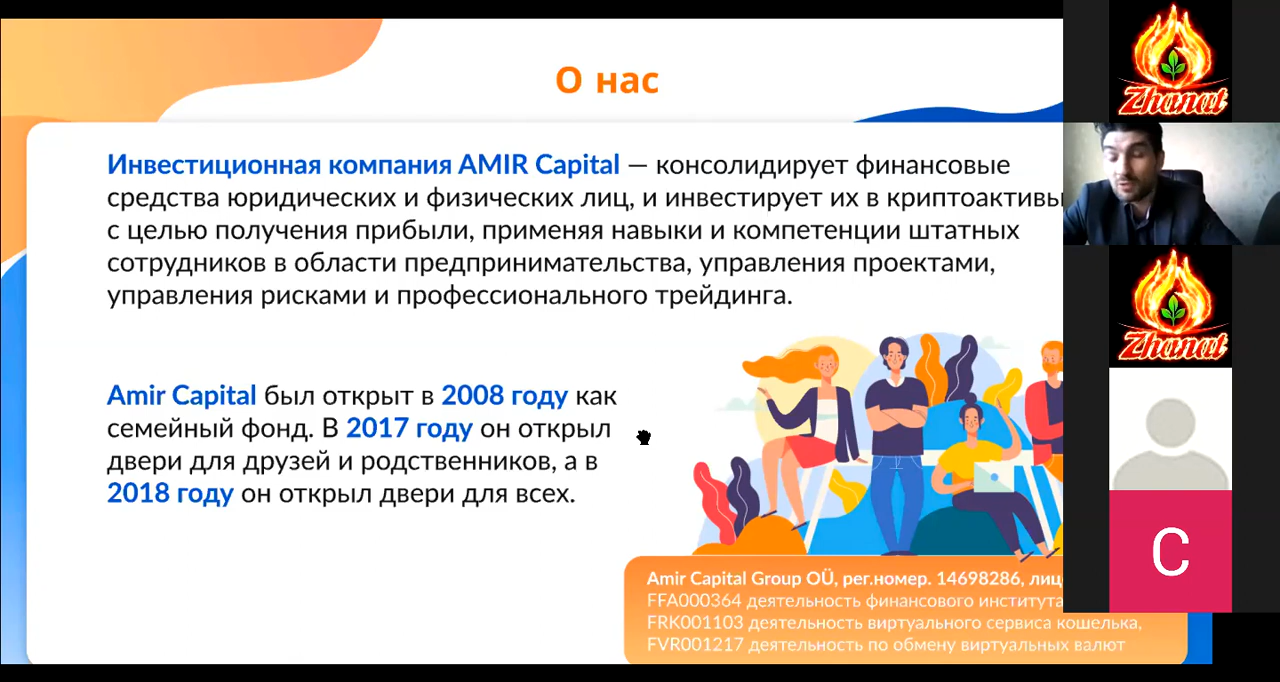 О нас
Инвестиционная компания AMIR Capital — консолидирует финансовые
средства юридических и физических лиц, и инвестирует их в криптоактивы
с целью получения прибыли, применяя навыки и компетенции штатных
сотрудников в области предпринимательства, управления проектами,
управления рисками и профессионального трейдинга.
Amir Capital был открыт в 2008 году как
семейный фонд. В 2017 году он открыл
двери для друзей и родственников, а в
2018 году он открыл двери для всех.
Amir Capital Group OÜ, рег.номер. 14698286,
FFA000364 деятельность финансового института
FRK001103 деятельность виртуального сервиса кошелька,
FVR001217 деятельность по обмену виртуальных валют
Zhanat
Zhanat
C